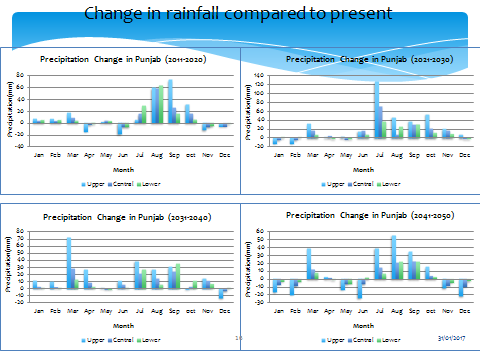 Change in rainfall compared to present
Precipitation Change in Punjab (2011-2020)
Precipitation(mm)
80
60
40
20
0
-20
-40
Jan Feb Mar Apr May Jun Jul Aug Sep Oct Nov Dec
Month
Upper Central Lower
Precipitation Change in Punjab (2021-2030)
Precipitation(mm)
140
120
100
80
60
40
20
0
-20
Jan Feb Mar Apr May Jun Jul Aug Sep oct Nov Dec
Month
Upper Central Lower
Precipitation Change in Punjab (2031-2040)
Precipitation(mm)
80
70
60
50
40
30
20
10
0
-10
-20
Jan Feb Mar Apr May Jun Jul Aug Sep Oct Nov Dec
Month
Upper Central Lower
Precipitation Change in Punjab (2041-2050)
Precipitation(mm)
60
50
40
30
20
10
0
-10
-20
-30
Jan Feb Mar Apr May Jun Jul Aug Sep Oct Nov Dec
Month
Upper Central Lower
31/01/2017